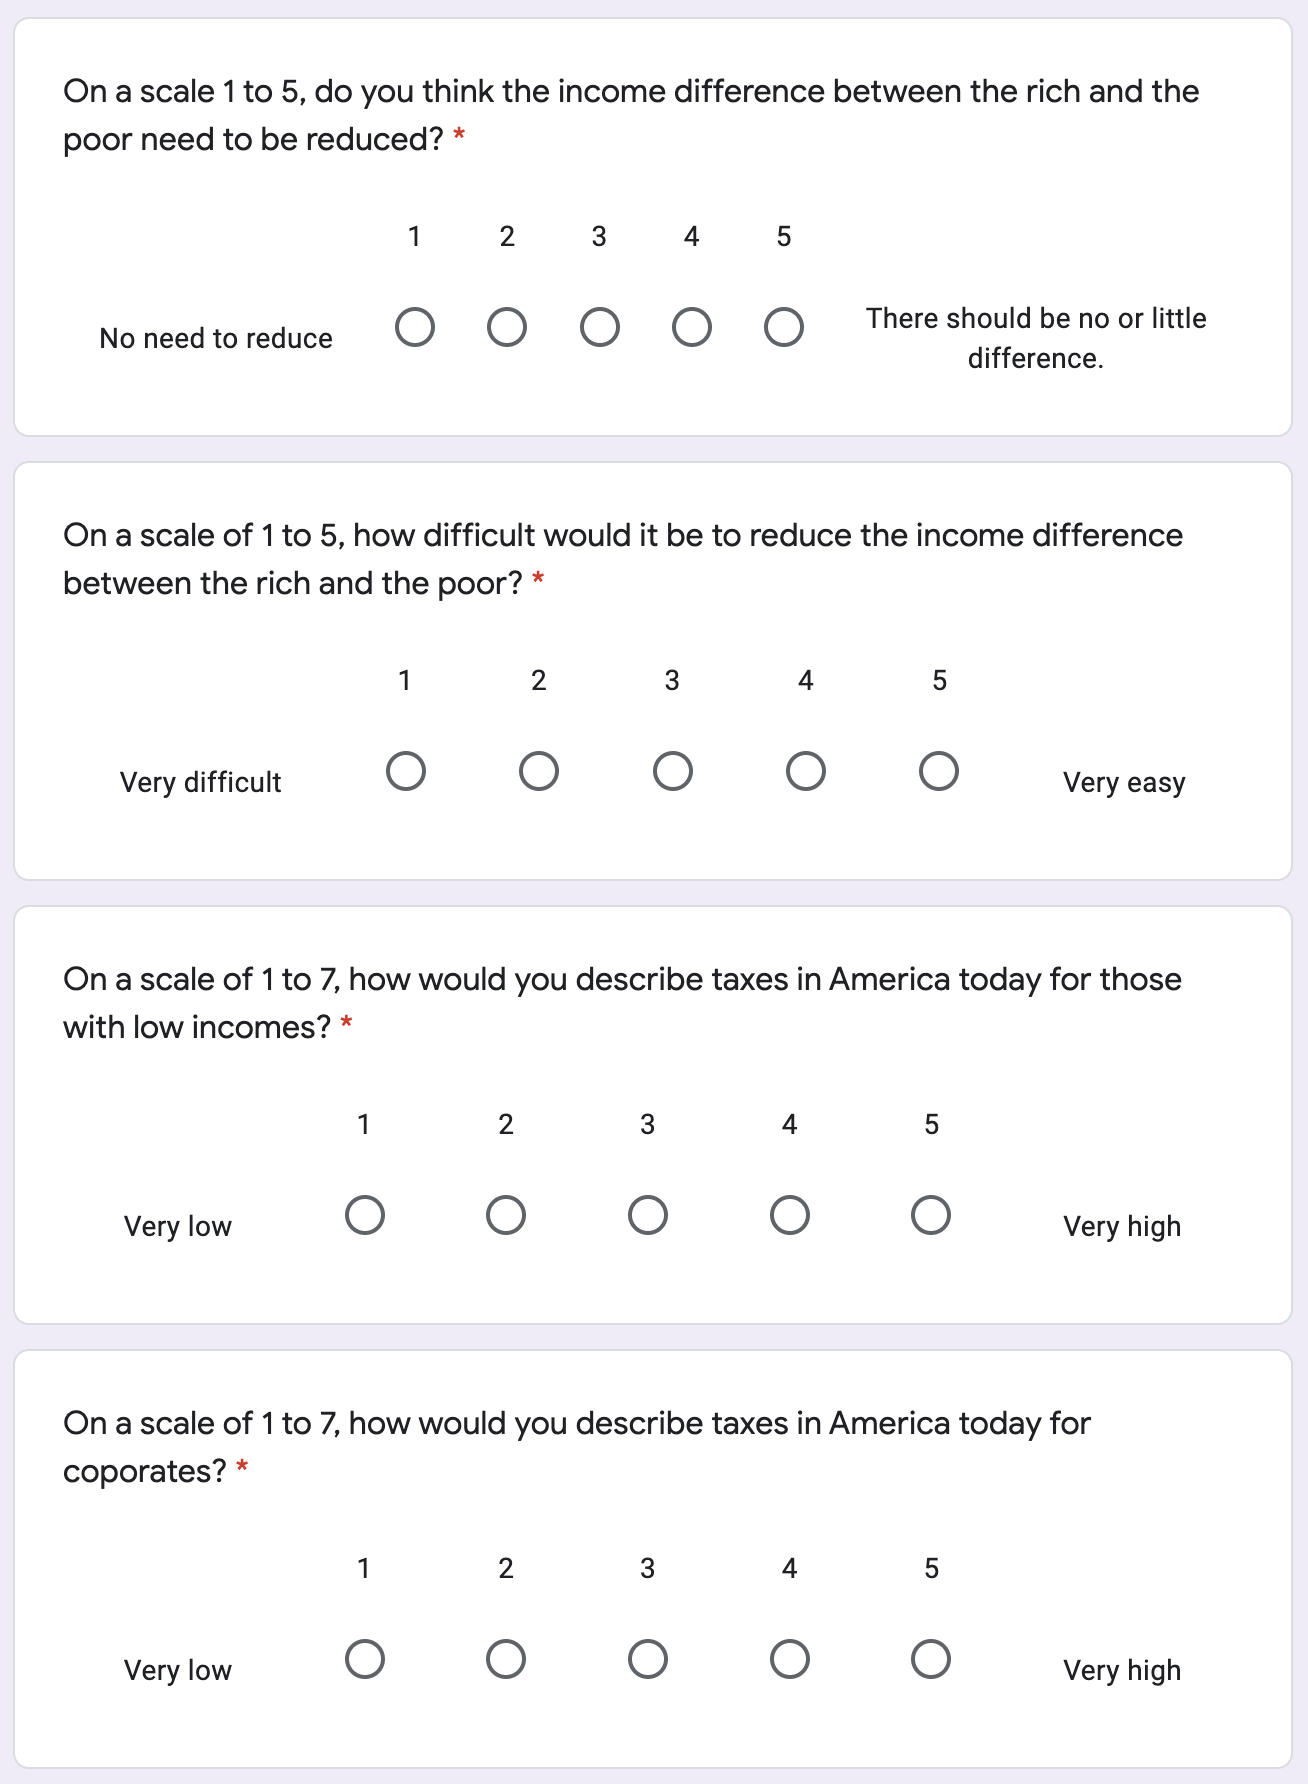 On a scale 1 to 5, do you think the income difference between the rich and the
poor need to be reduced? *
1 2 3 4 5
No need to reduce
There should be no or little
difference.
On a scale of 1 to 5, how difficult would it be to reduce the income difference
between the rich and the poor? *
1 2 3 4 5
Very difficult Very easy
On a scale of 1 to 7, how would you describe taxes in America today for those
with low incomes? *
1 2 3 4 5
Very low Very high
On a scale of 1 to 7, how would you describe taxes in America today for
coporates? *
1 2 3 4 5
Very low Very high